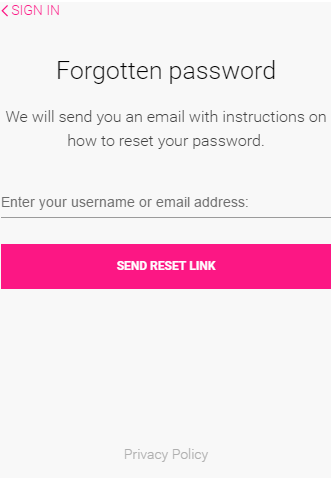 SIGN IN
Forgotten password
We will send you an email with instructions on
how to reset your password.
Enter your username or email address:
SEND RESET LINK
Privacy Policy